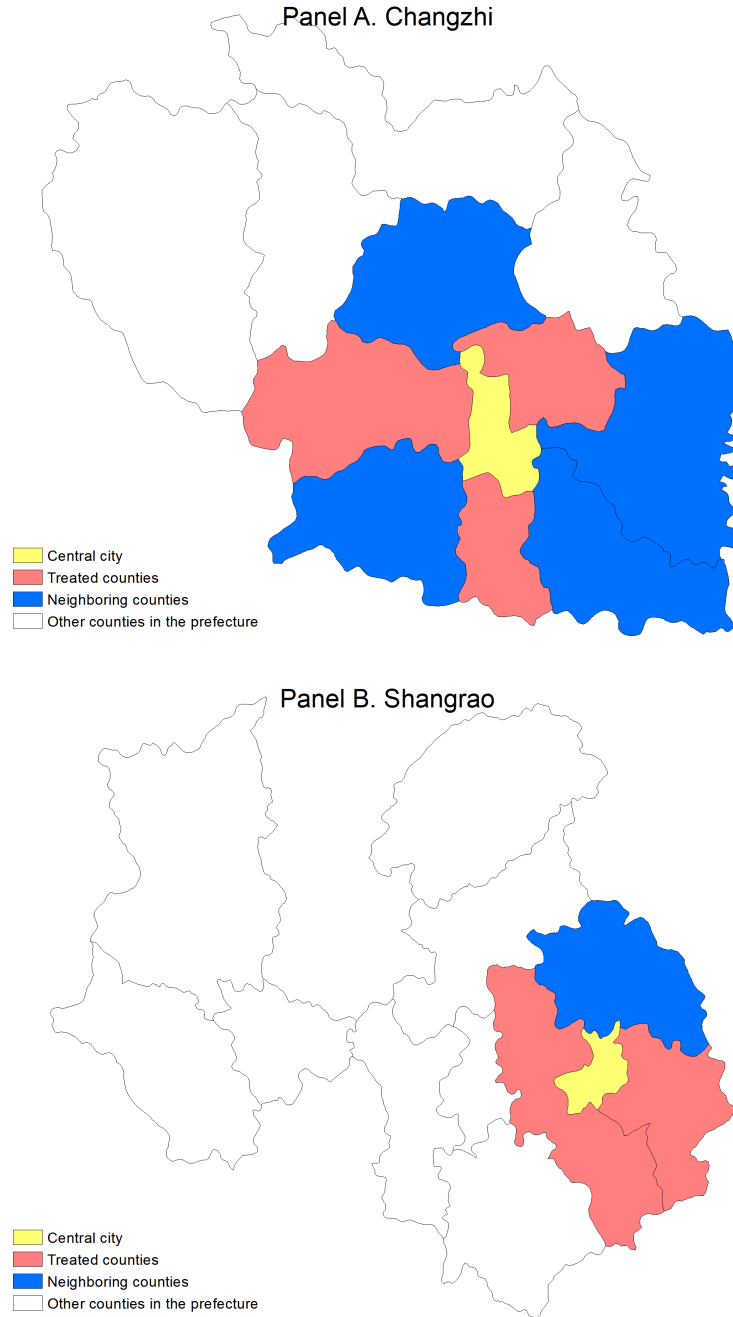 Panel A. Changzhi
Central city
Treated counties
Neighboring counties
Other counties in the prefecture
Panel B. Shangrao
Central city
Treated counties
Neighboring counties
Other counties in the prefecture